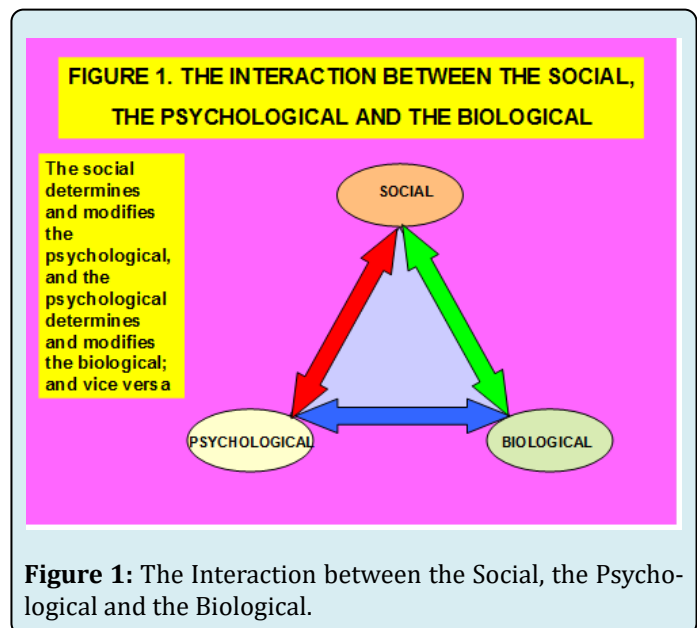 FIGURE 1. THE INTERACTION BETWEEN THE SOCIAL,
THE PSYCHOLOGICAL AND THE BIOLOGICAL
The social
determines
and modifies
the
psychological,
and the
psychological
determines
and modifies
the biological;
and vice versa
SOCIAL
PSYCHOLOGICAL
BIOLOGICAL
Figure 1: The Interaction between the Social, the Psycho-
logical and the Biological.